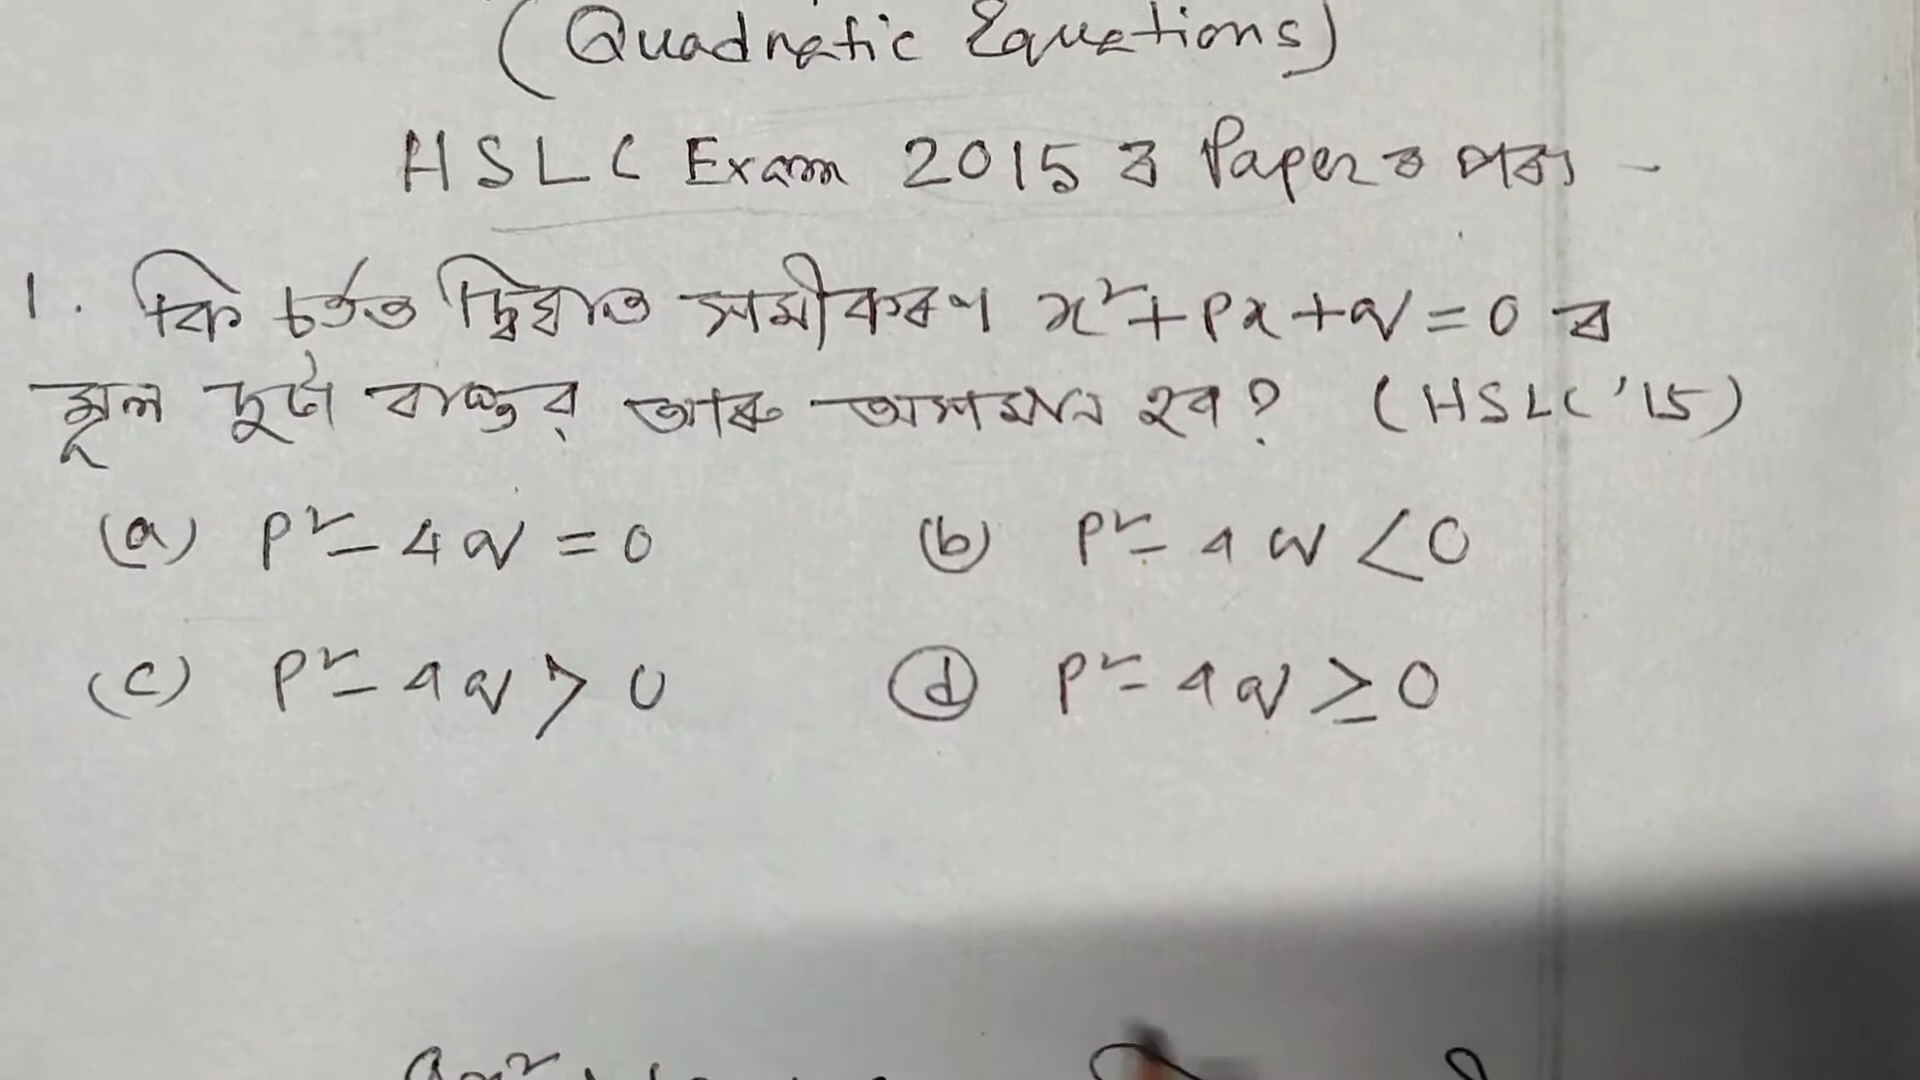 (Quadratic Equations)
HSLC Exam 2015 ৰ Paper ৰ পৰা -
1. কি চৰ্তত দ্বিঘাত সমীকৰণ x² + px + q = 0 ৰ
মূল দুটা বাস্তৱ আৰু অসমান হব? (HSLC '15)
(a) p² - 4q = 0 (b) p² - 4q < 0
(c) p² - 4q > 0 (d) p² - 4q ≥ 0